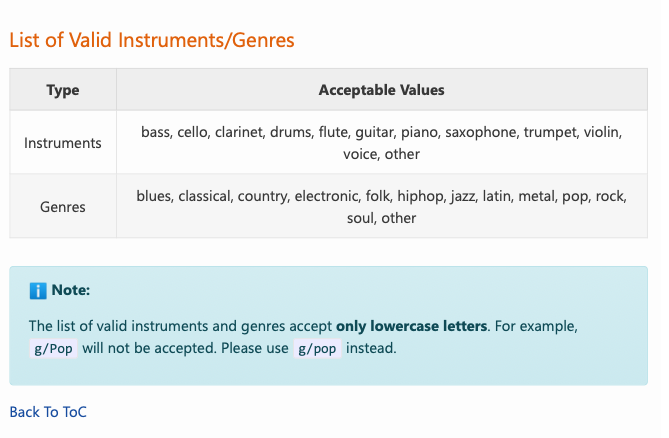 List of Valid Instruments/Genres
Type Acceptable Values
Instruments bass, cello, clarinet, drums, flute, guitar, piano, saxophone, trumpet, violin,
voice, other
Genres blues, classical, country, electronic, folk, hiphop, jazz, latin, metal, pop, rock,
soul, other
Note:
The list of valid instruments and genres accept only lowercase letters. For example,
g/Pop will not be accepted. Please use g/pop instead.
Back To ToC